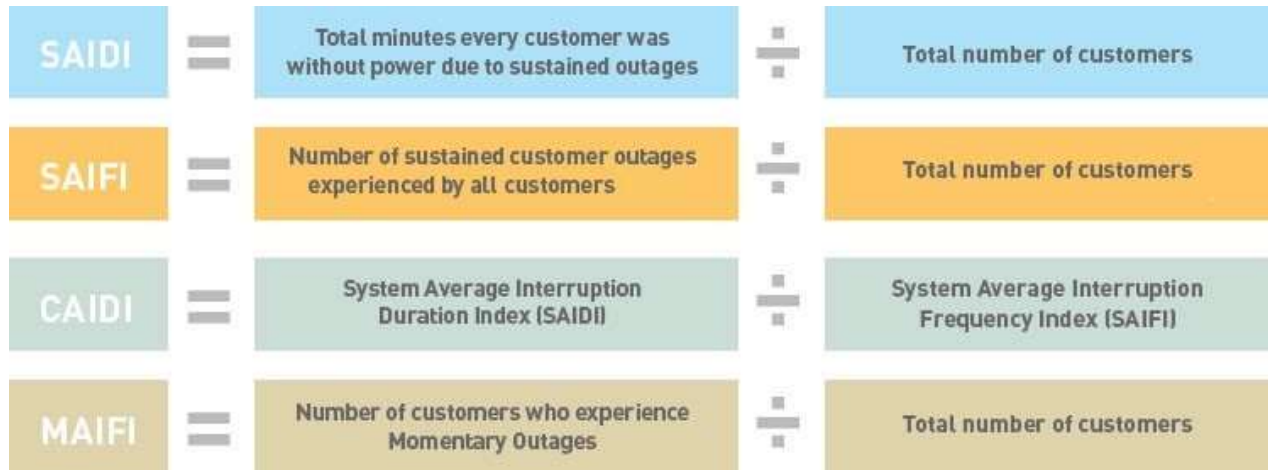 SAIDI = Total minutes every customer was ÷ Total number of customers
without power due to sustained outages
SAIFI = Number of sustained customer outages ÷ Total number of customers
experienced by all customers
CAIDI = System Average Interruption ÷ System Average Interruption
Duration Index (SAIDI) Frequency Index (SAIFI)
MAIFI = Number of customers who experience ÷ Total number of customers
Momentary Outages